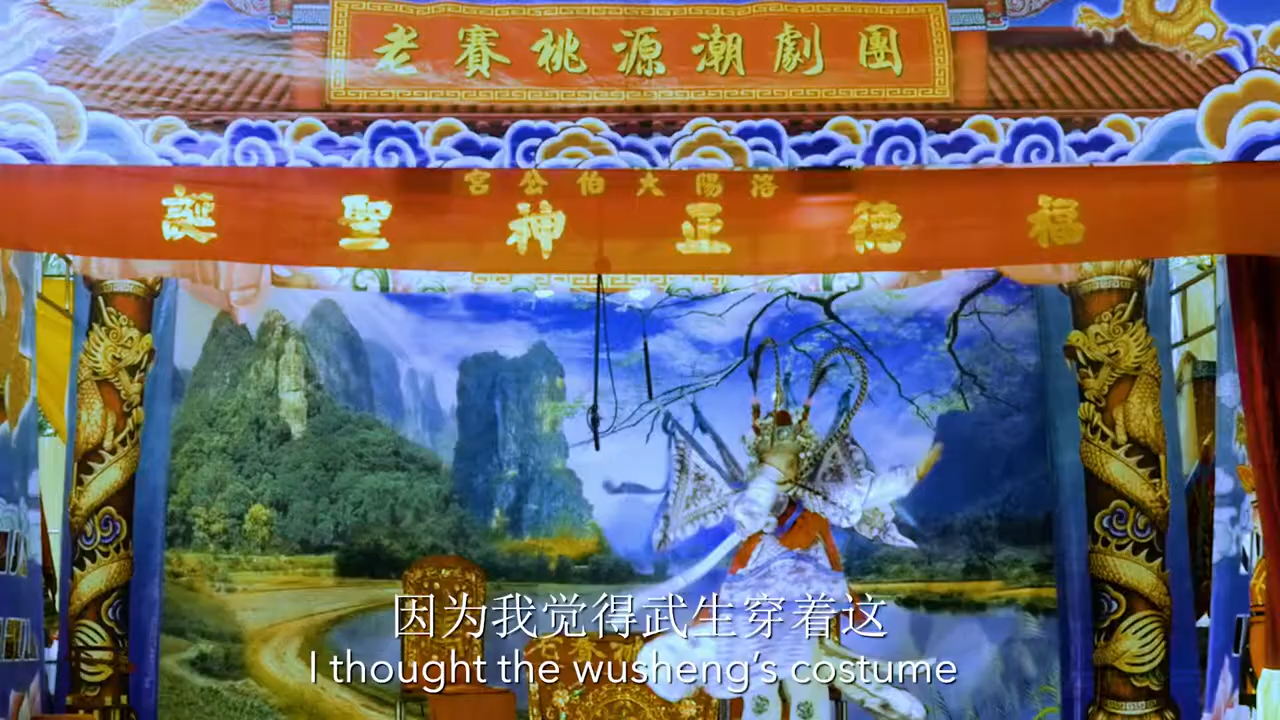 老賽桃源潮劇團
洛陽大伯公宮
福德正神聖誕
因为我觉得武生穿着这
I thought the wusheng's costume